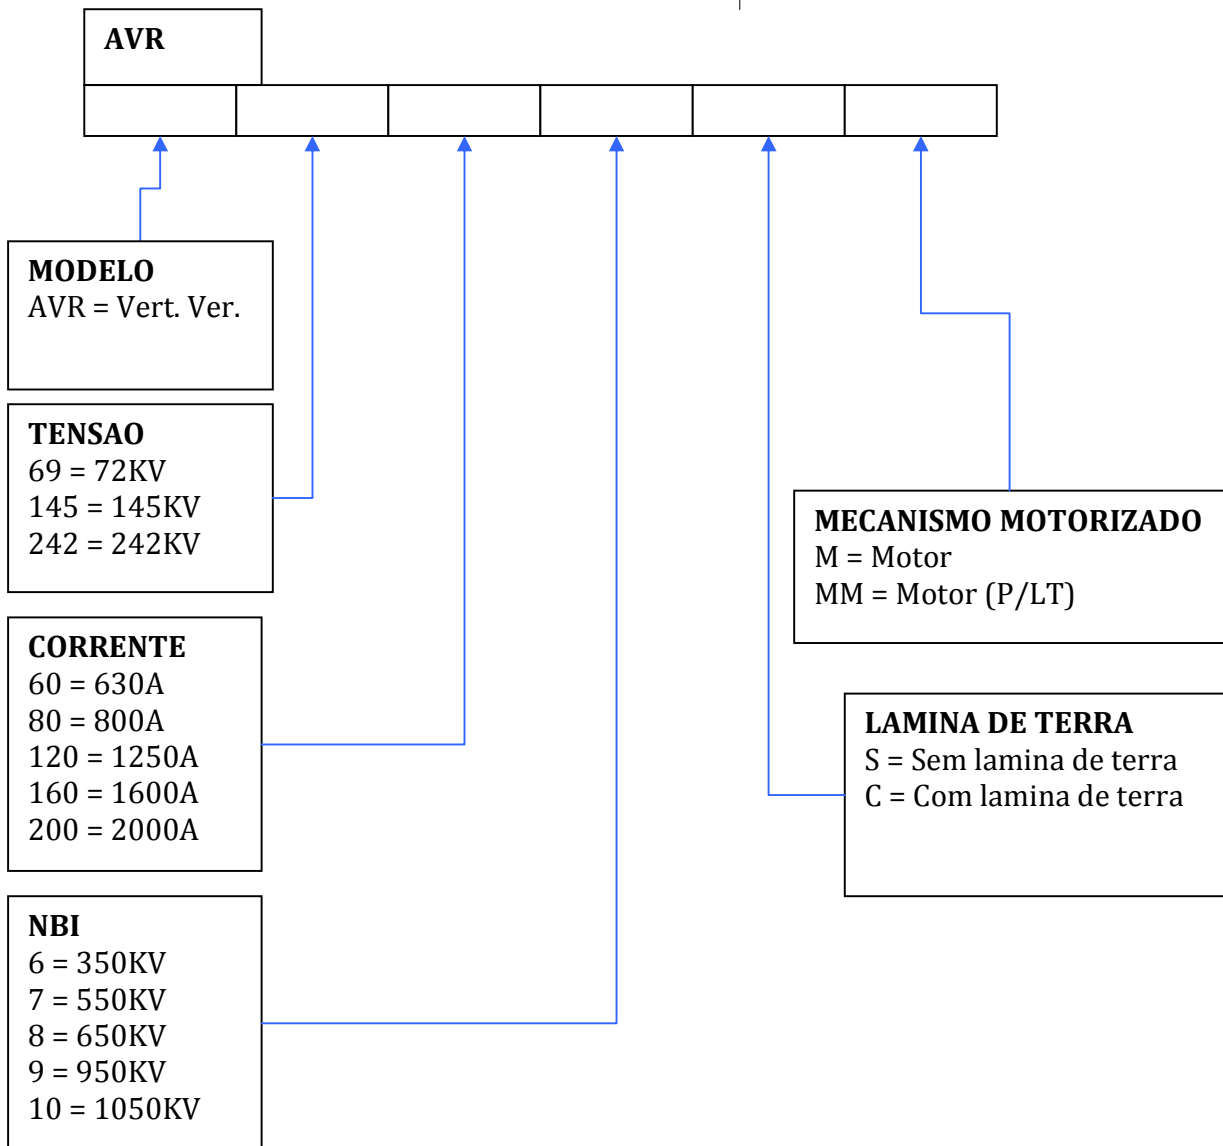 AVR
MODELO
AVR = Vert. Ver.
TENSAO
69 = 72KV
145 = 145KV
242 = 242KV
CORRENTE
60 = 630A
80 = 800A
120 = 1250A
160 = 1600A
200 = 2000A
NBI
6 = 350KV
7 = 550KV
8 = 650KV
9 = 950KV
10 = 1050KV
MECANISMO MOTORIZADO
M = Motor
MM = Motor (P/LT)
LAMINA DE TERRA
S = Sem lamina de terra
C = Com lamina de terra